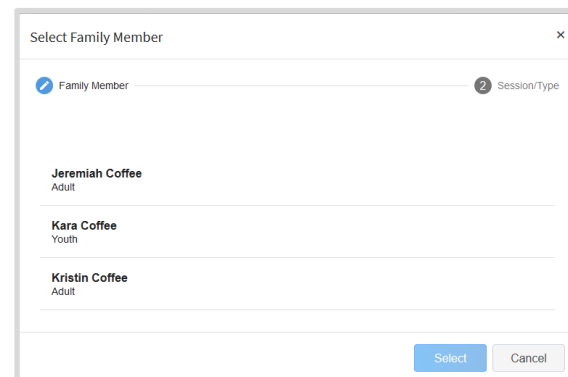 Select Family Member ×
Family Member 2 Session/Type
Jeremiah Coffee
Adult
Kara Coffee
Youth
Kristin Coffee
Adult
Select Cancel